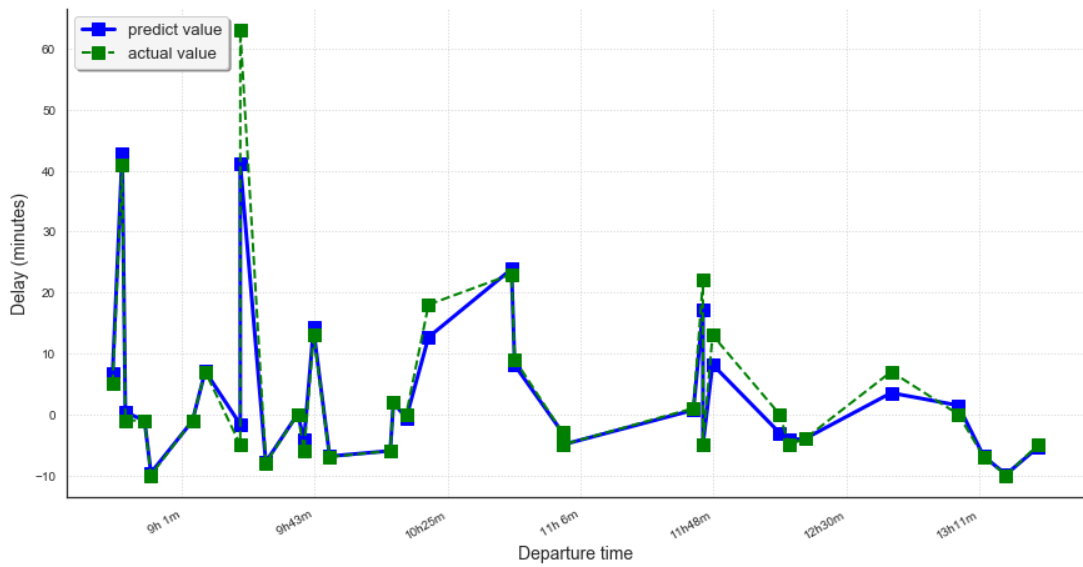 predict value
actual value
60
50
40
30
20
10
0
−10
Delay (minutes)
9h 1m
9h43m
10h25m
11h 6m
11h48m
12h30m
13h11m
Departure time